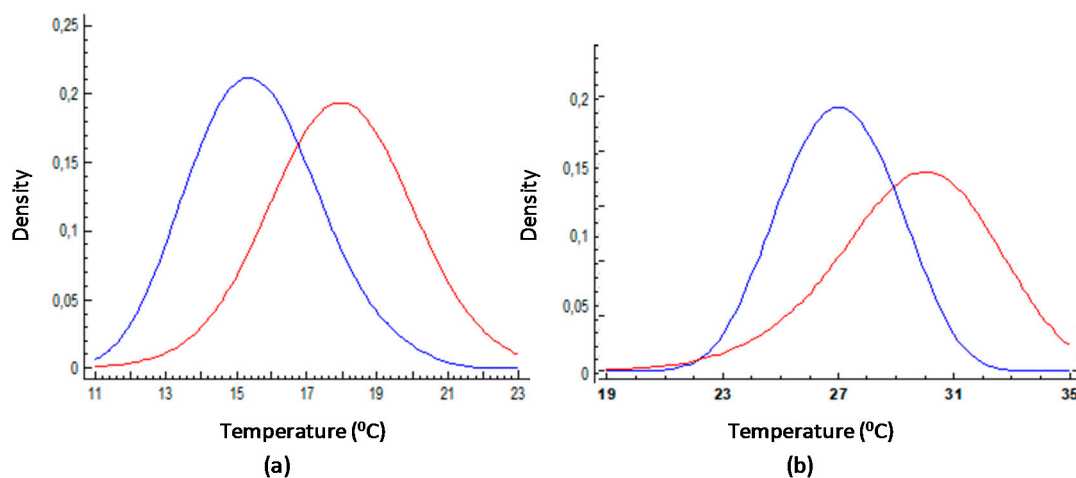 0,25
0,2
0,15
0,1
0,05
0
Density
11 13 15 17 19 21 23
Temperature (⁰C)
(a)
0,2
0,15
0,1
0,05
0
Density
19 23 27 31 35
Temperature (⁰C)
(b)